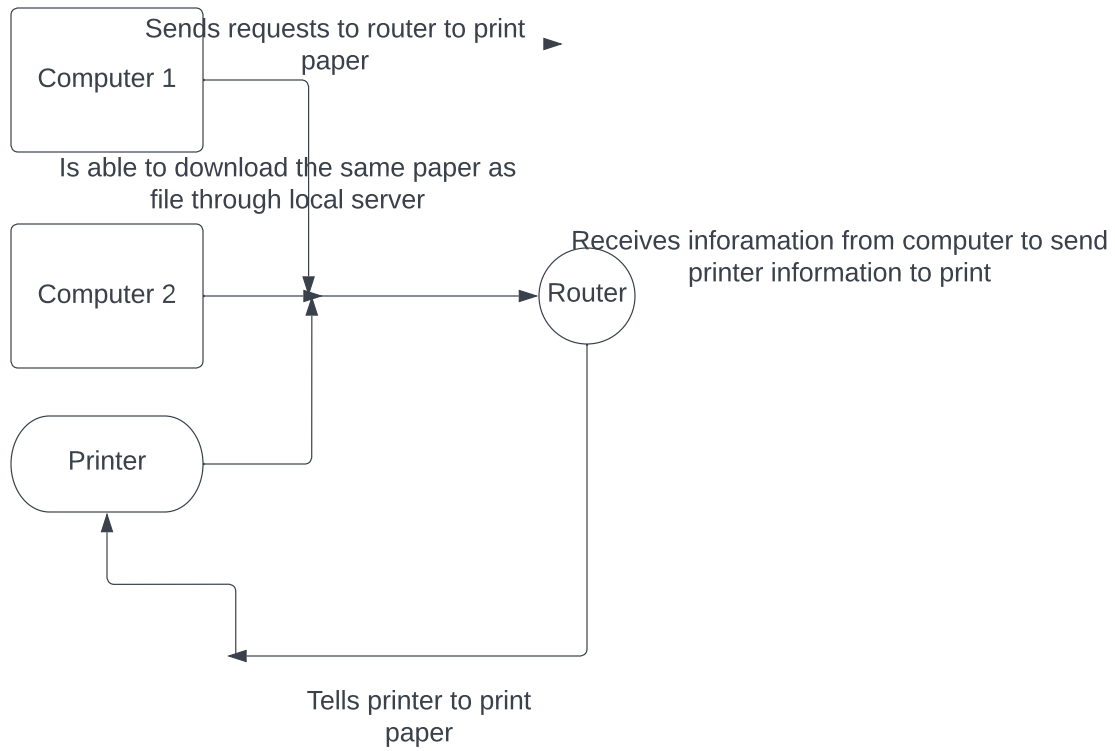 Sends requests to router to print
paper
Computer 1
Is able to download the same paper as
file through local server
Receives inforamation from computer to send
printer information to print
Computer 2
Router
Printer
Tells printer to print
paper